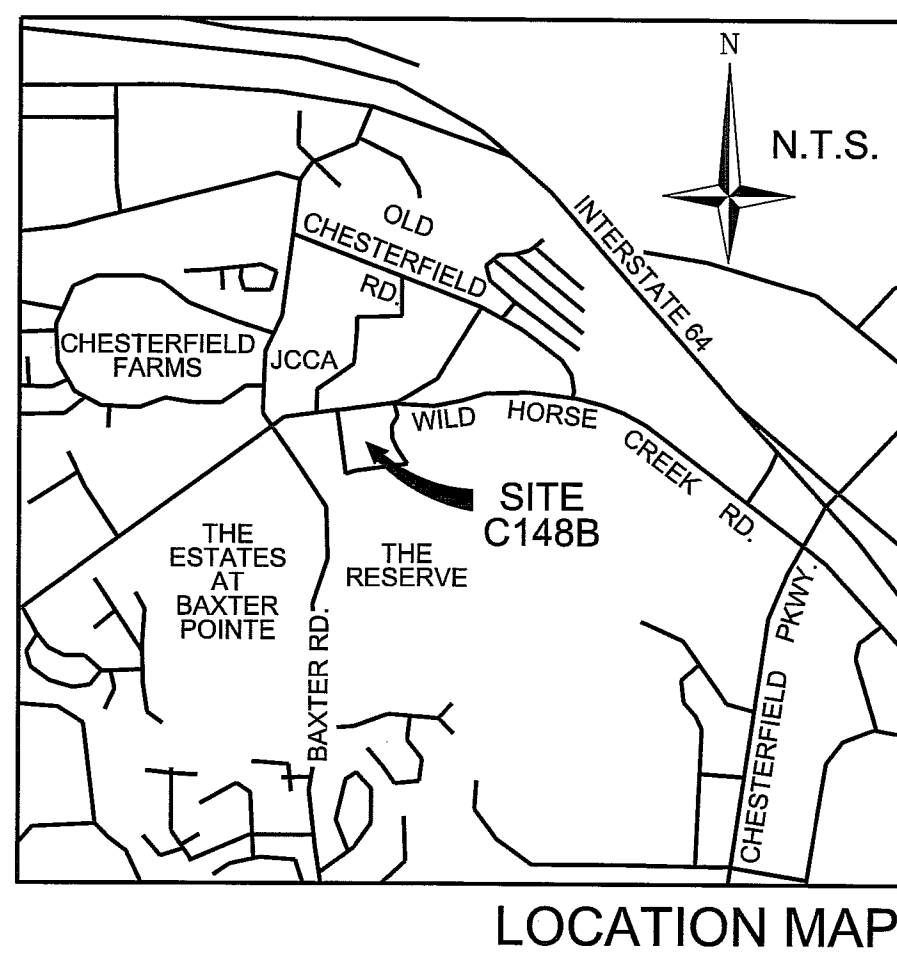 N
N.T.S.
OLD
CHESTERFIELD
RD.
INTERSTATE 64
CHESTERFIELD
FARMS
JCCA
WILD HORSE CREEK RD.
SITE
C148B
THE
ESTATES
AT
BAXTER
POINTE
THE
RESERVE
BAXTER RD.
CHESTERFIELD PKWY.
LOCATION MAP